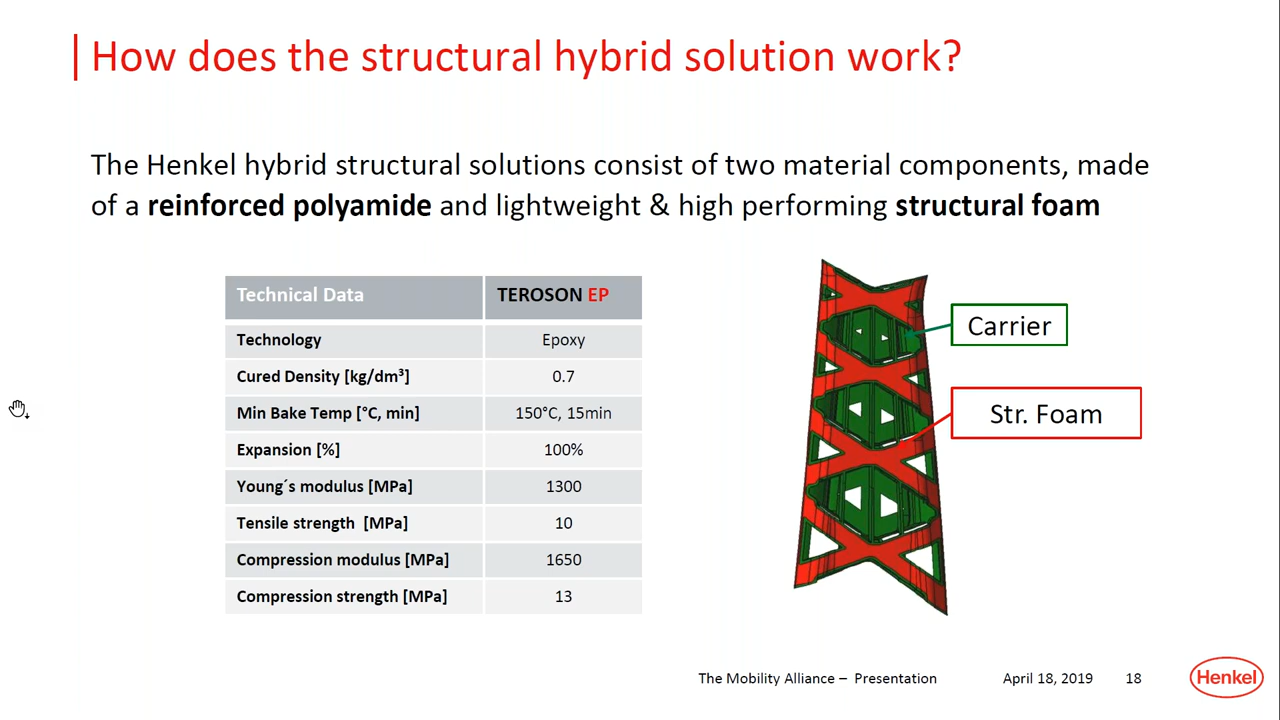 How does the structural hybrid solution work?
The Henkel hybrid structural solutions consist of two material components, made
of a reinforced polyamide and lightweight & high performing structural foam
Technical Data TEROSON EP
Technology Epoxy
Cured Density [kg/dm³] 0.7
Min Bake Temp [°C, min] 150°C, 15min
Expansion [%] 100%
Young´s modulus [MPa] 1300
Tensile strength [MPa] 10
Compression modulus [MPa] 1650
Compression strength [MPa] 13
Carrier
Str. Foam
The Mobility Alliance – Presentation April 18, 2019 18
Henkel